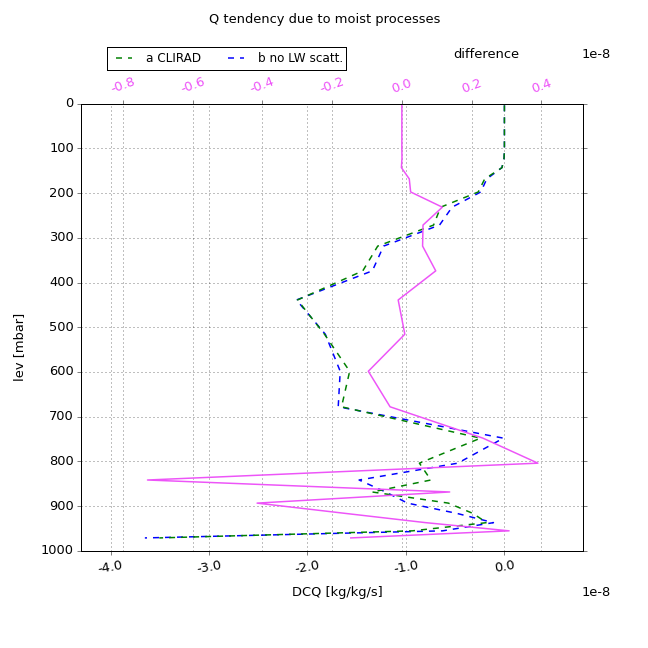 Q tendency due to moist processes
a CLIRAD b no LW scatt. difference 1e-8
-0.8 -0.6 -0.4 -0.2 0.0 0.2 0.4
0
100
200
300
400
500
600
700
800
900
1000
lev [mbar]
-4.0 -3.0 -2.0 -1.0 0.0
DCQ [kg/kg/s] 1e-8